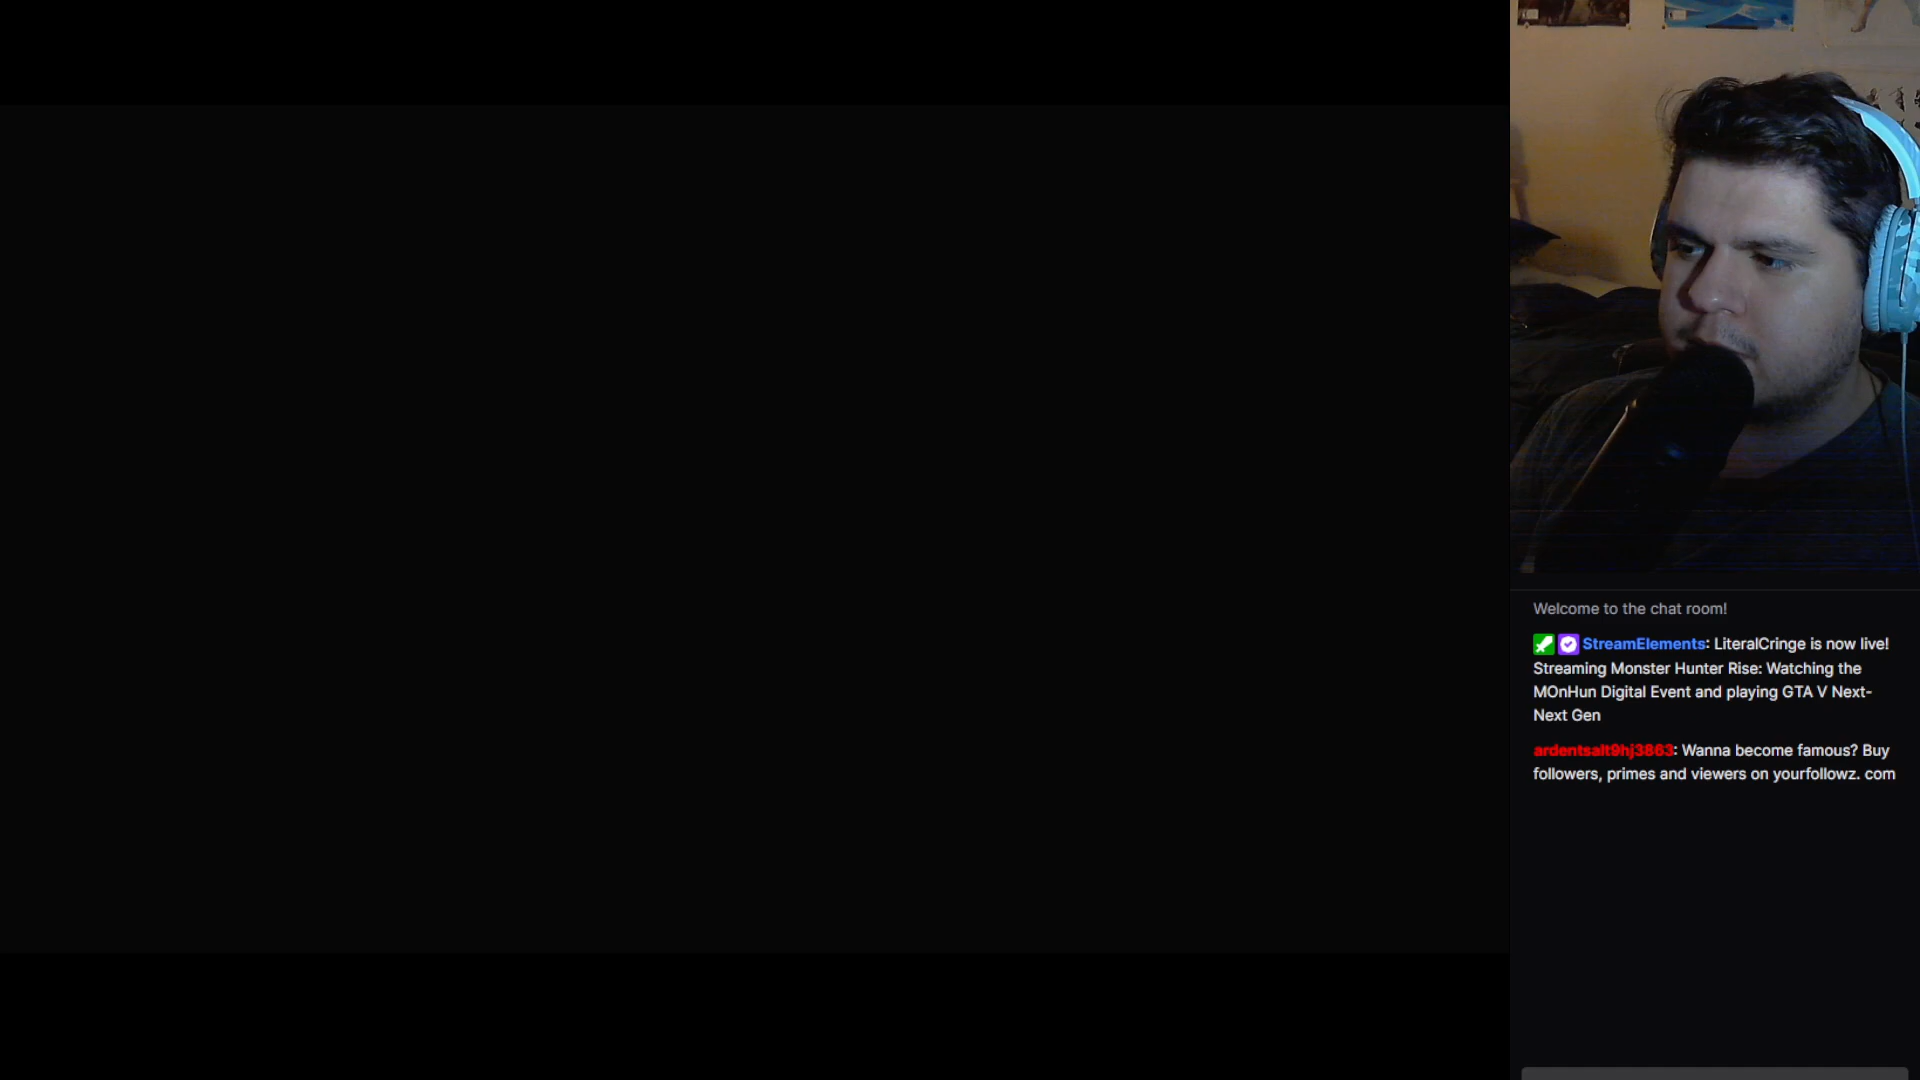 Welcome to the chat room!
StreamElements: LiteralCringe is now live!
Streaming Monster Hunter Rise: Watching the
MOnHun Digital Event and playing GTA V Next-
Next Gen
ardentsalt9hj3863: Wanna become famous? Buy
followers, primes and viewers on yourfollowz. com